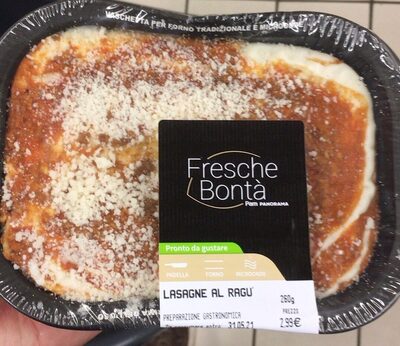 VASCHETTA PER FORNO TRADIZIONALE E MICROONDE
Fresche
Bontà
Pam PANORAMA
Pronto da gustare
PADELLA
FORNO
MICROONDE
LASAGNE AL RAGU'
260g
PREPARAZIONE GASTRONOMICA
PREZZO
31.05.21
2,99€